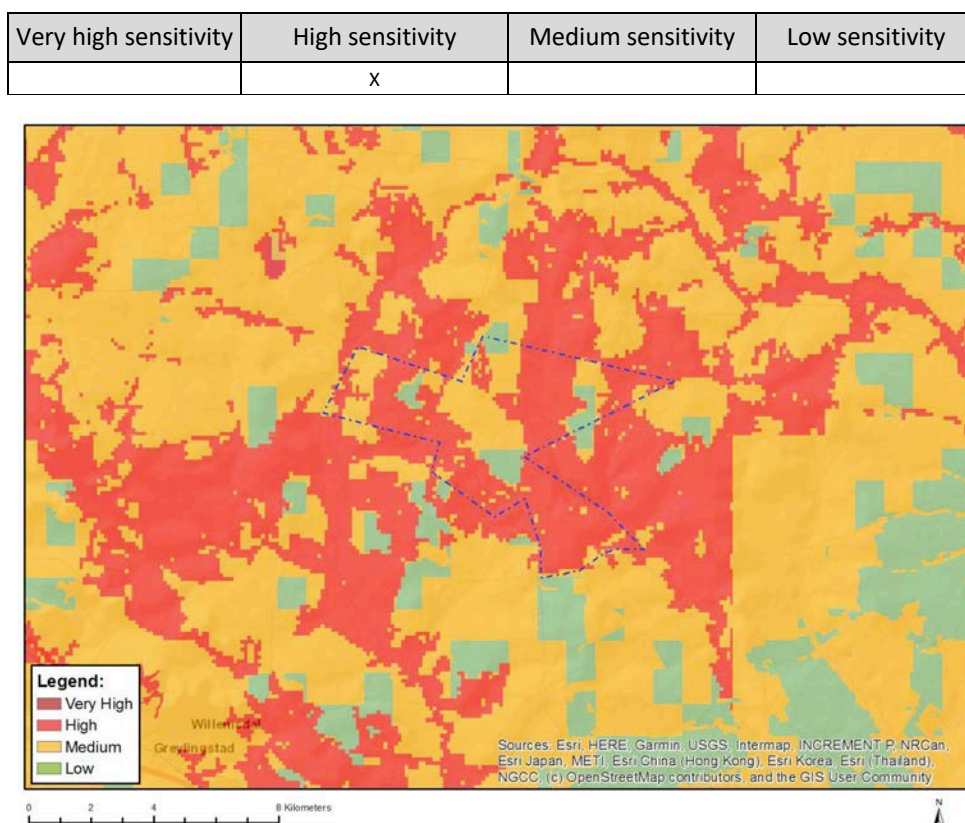 Very high sensitivity High sensitivity Medium sensitivity Low sensitivity
X
Legend:
Very High
High
Medium
Low
Willemsdal
Greylingstad
Sources: Esri, HERE, Garmin, USGS, Intermap, INCREMENT P, NRCan,
Esri Japan, METI, Esri China (Hong Kong), Esri Korea, Esri (Thailand),
NGCC, (c) OpenStreetMap contributors, and the GIS User Community
0 2 4 8 Kilometers
N